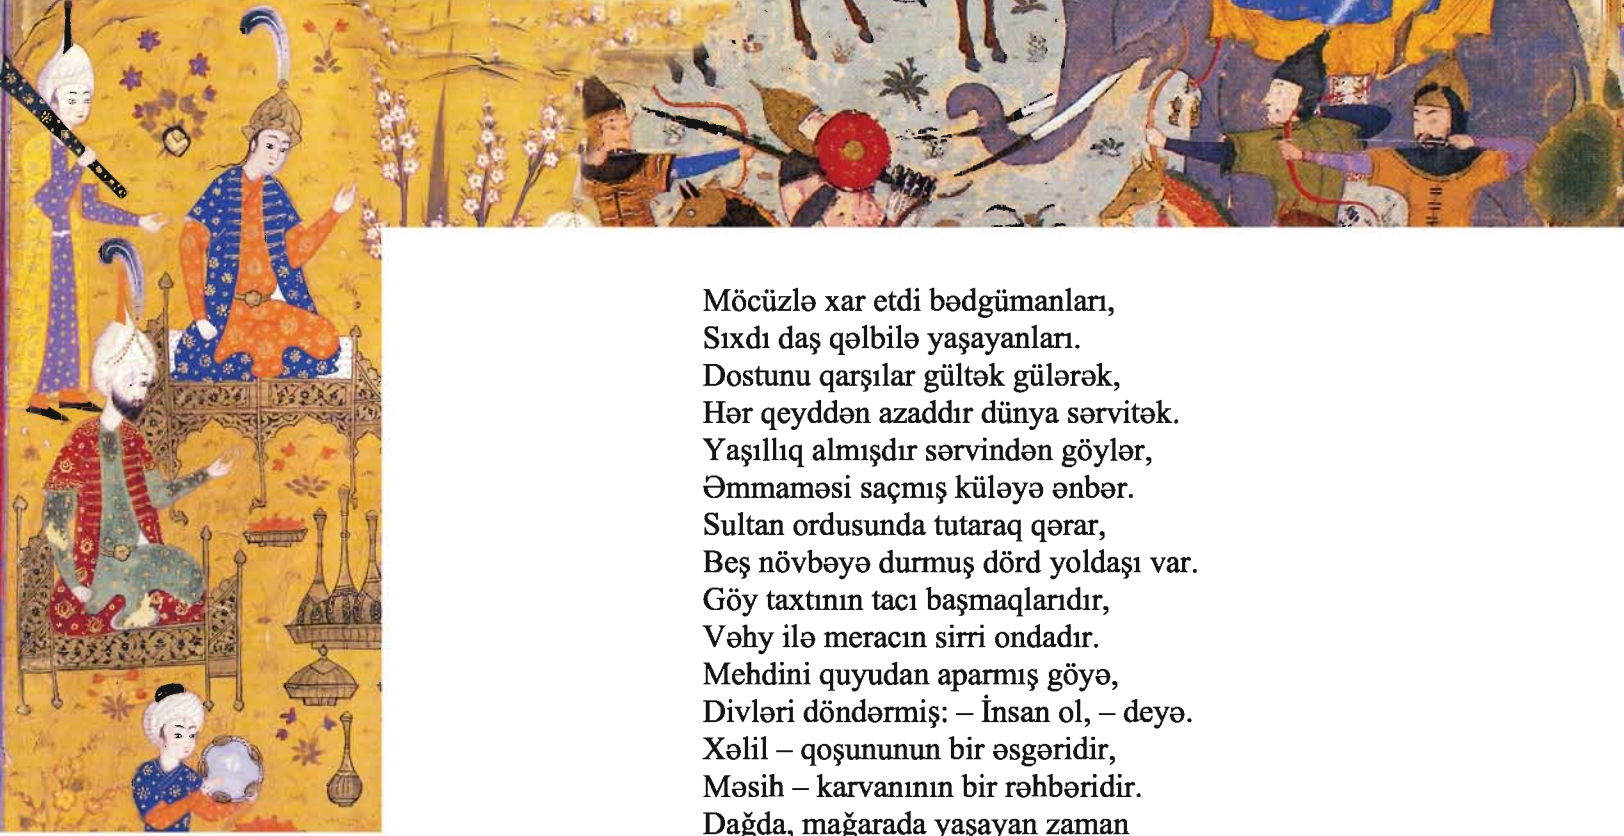 Möcüzlə xar etdi bədgümanları,
Sıxdı daş qəlbilə yaşayanları.
Dostunu qarşılar gültək gülərək,
Hər qeyddən azaddır dünya sərvitək.
Yaşıllıq almışdır sərvindən göylər,
Əmmaməsi saçmış küləyə ənbər.
Sultan ordusunda tutaraq qərar,
Beş növbəyə durmuş dörd yoldaşı var.
Göy taxtının tacı başmaqlarıdır,
Vəhy ilə meracın sirri ondadır.
Mehdini quyudan aparmış göyə,
Divləri döndərmiş: – İnsan ol, – deyə.
Xəlil – qoşununun bir əsgəridir,
Məsih – karvanının bir rəhbəridir.
Dağda, mağarada yaşayan zaman